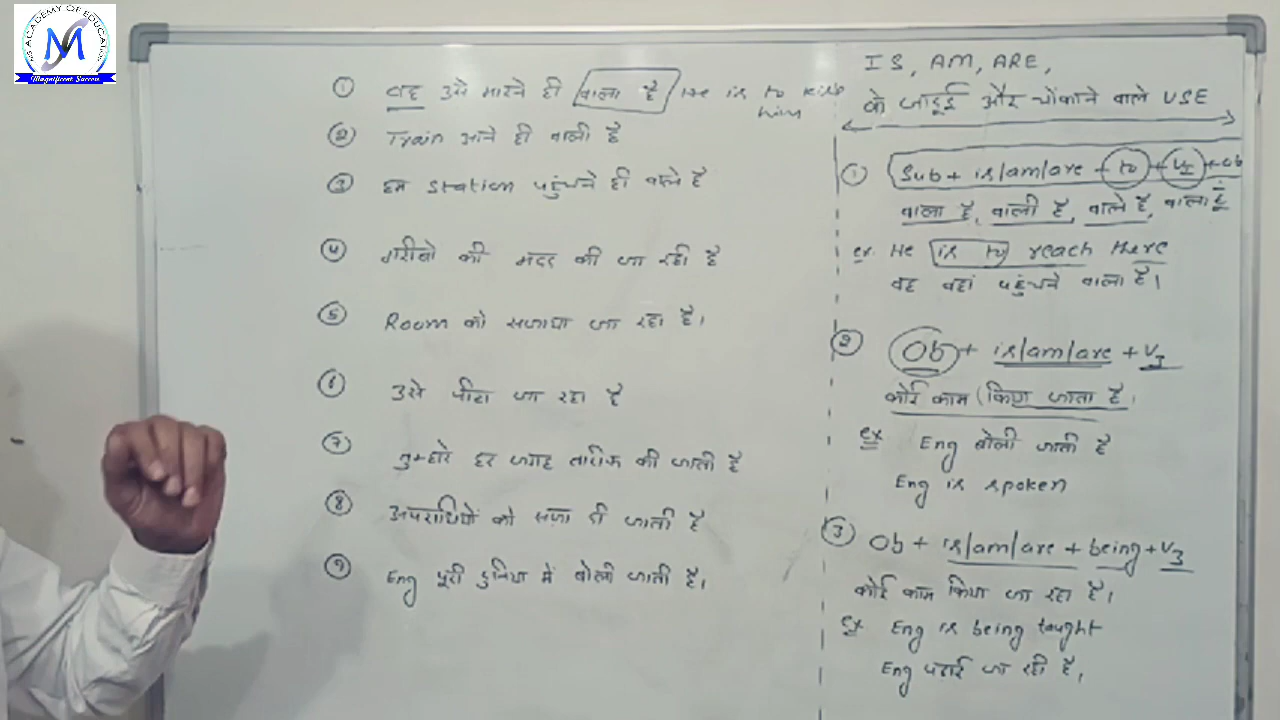 ACADEMY OF EDUCATION
M
Magnificent Success
① वह उसे मारने ही वाला है He is to
him
② Train आने ही वाली है
③ हम Station पहुंचने ही वाले है
④ गरीबो की मदद की जा रही है
⑤ Room को सजाया जा रहा है।
⑥ उसे पीटा जा रहा है
⑦ तुम्हारे हर जगह तारीफ की जाती है
⑧ अपराधियों को सजा दी जाती है
⑨ Eng पूरी दुनिया में बोली जाती है।
IS, AM, ARE,
के जादूई और चौंकाने वाले USE
① Sub + is/am/are + to + V1 + ob
वाला है, वाली है, वाले है, वाला हूँ
ex. He is to reach there
वह वहां पहुंचने वाला है।
② Ob + is/am/are + V3
कोई काम (किया जाता है।
ex Eng बोली जाती है
Eng is spoken
③ Ob + is/am/are + being + V3
कोई काम किया जा रहा है।
ex Eng is being taught
Eng पढाई जा रही है,